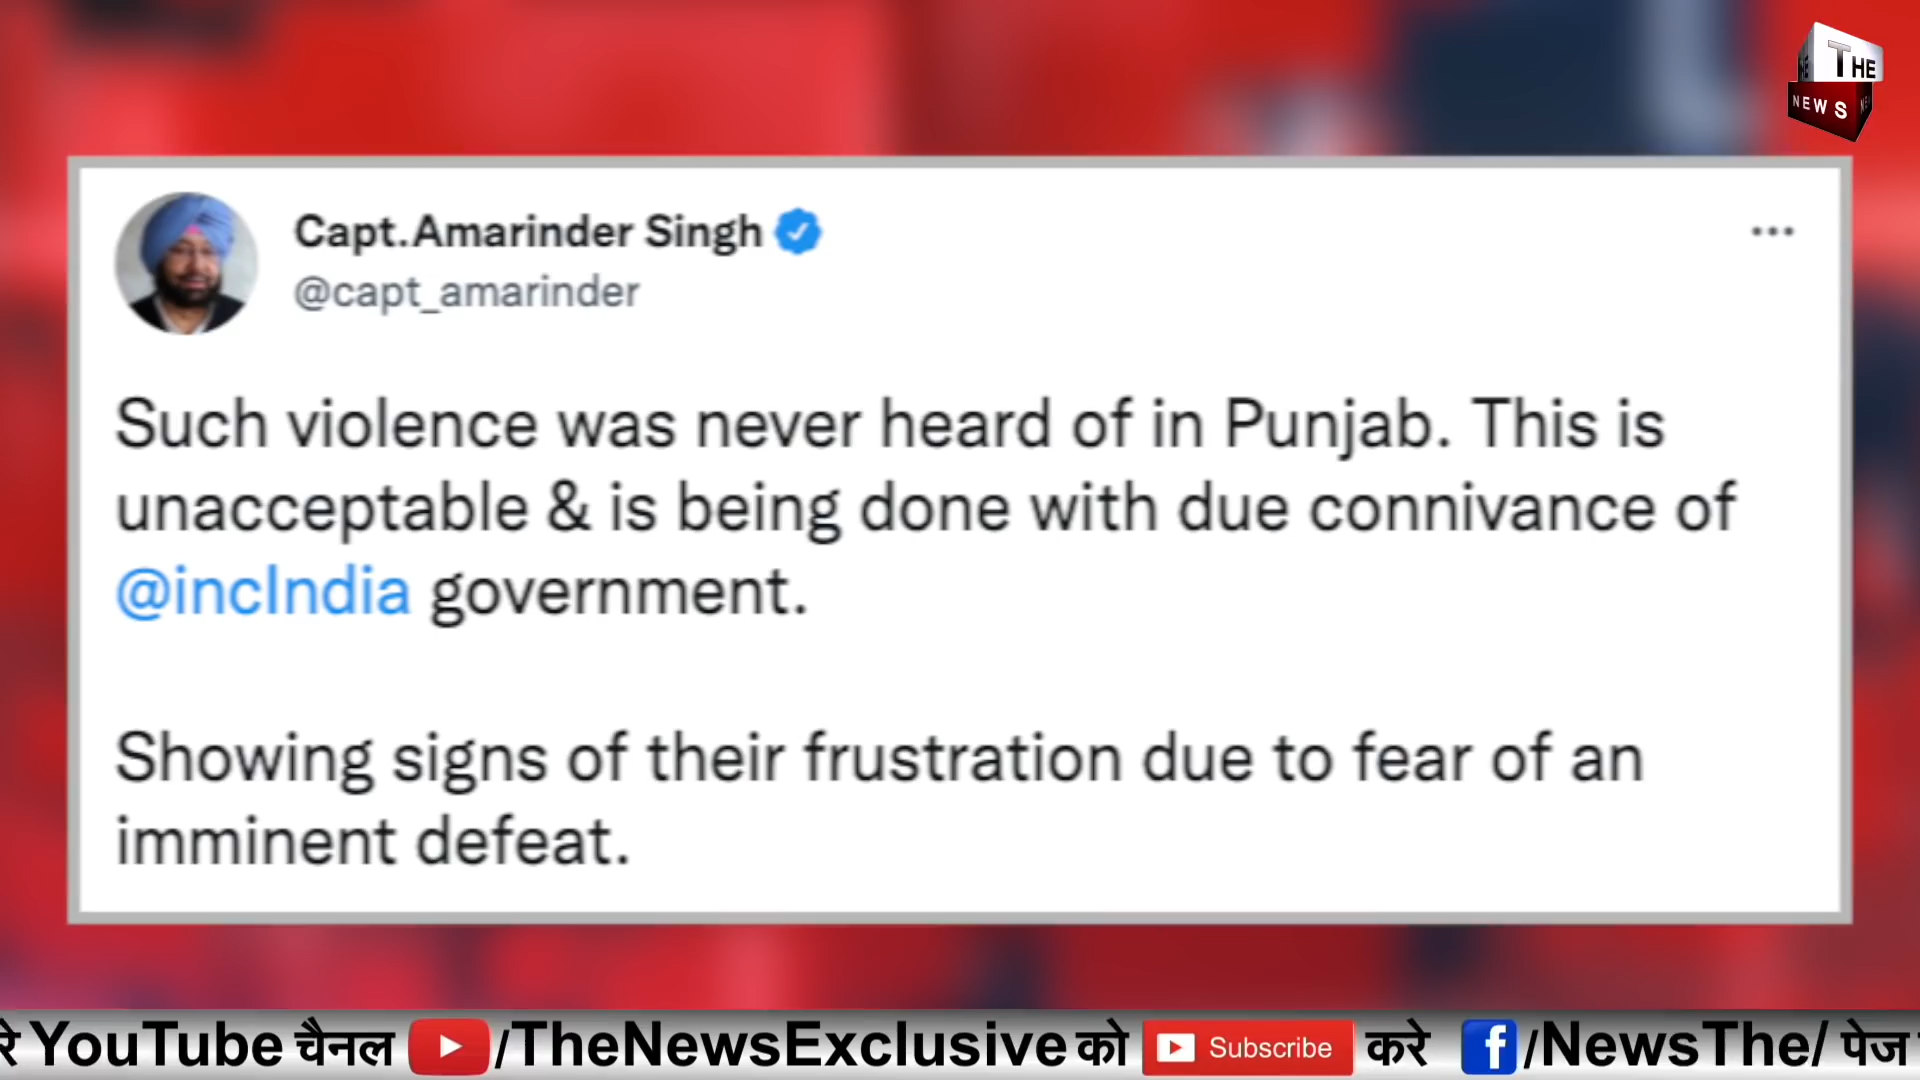 THE
NEWS
Capt.Amarinder Singh
@capt_amarinder
Such violence was never heard of in Punjab. This is
unacceptable & is being done with due connivance of
@incIndia government.
Showing signs of their frustration due to fear of an
imminent defeat.
रे YouTube चैनल /TheNewsExclusive को Subscribe करे f/NewsThe/ पेज